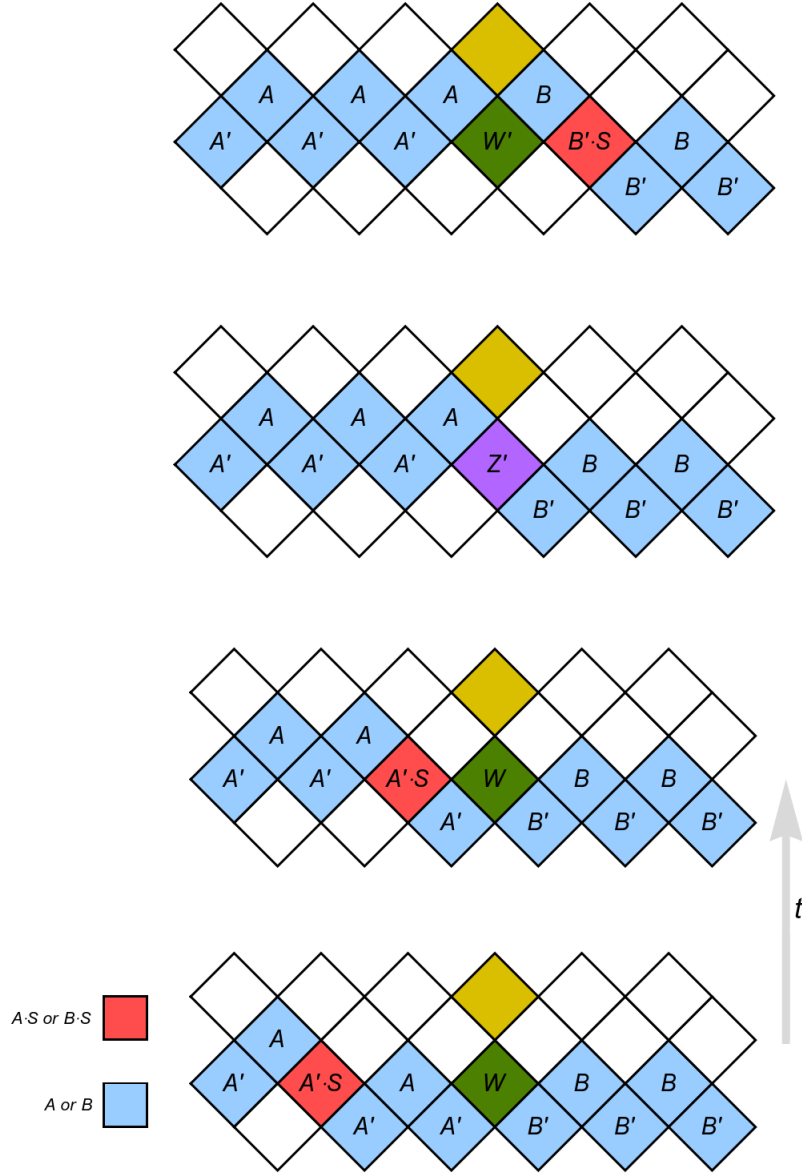 A A A B
A' A' A' W' B'·S B
B' B'
A A A
A' A' A' Z' B B
B' B' B'
A A
A' A' A'·S W B B
A' B' B' B'
t
A
A·S or B·S
A' A'·S A W B B
A or B
A' A' B' B' B'